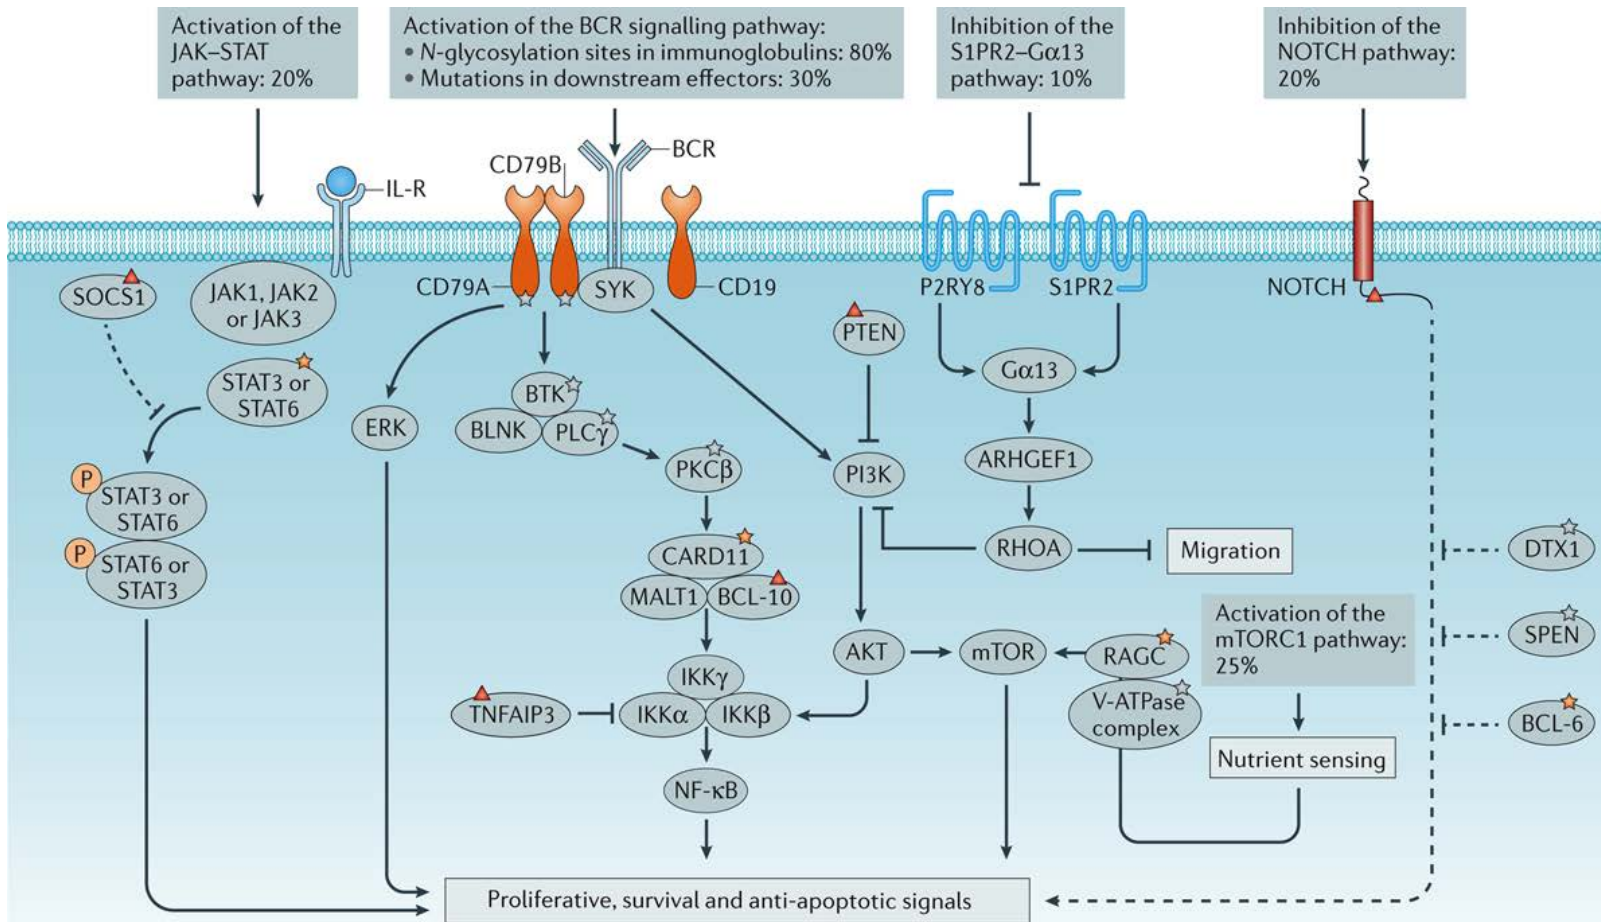 Activation of the
JAK–STAT
pathway: 20%
Activation of the BCR signalling pathway:
• N-glycosylation sites in immunoglobulins: 80%
• Mutations in downstream effectors: 30%
Inhibition of the
S1PR2–Gα13
pathway: 10%
Inhibition of the
NOTCH pathway:
20%
IL-R
CD79B
BCR
CD79A
SYK
CD19
P2RY8
S1PR2
NOTCH
SOCS1
JAK1, JAK2
or JAK3
STAT3 or
STAT6
P
STAT3 or
STAT6
P
STAT6 or
STAT3
ERK
BTK
BLNK
PLCγ
PKCβ
CARD11
MALT1
BCL-10
IKKγ
TNFAIP3
IKKα
IKKβ
NF-κB
PTEN
PI3K
AKT
mTOR
Gα13
ARHGEF1
RHOA
Migration
Activation of the
mTORC1 pathway:
25%
RAGC
V-ATPase
complex
Nutrient sensing
DTX1
SPEN
BCL-6
Proliferative, survival and anti-apoptotic signals